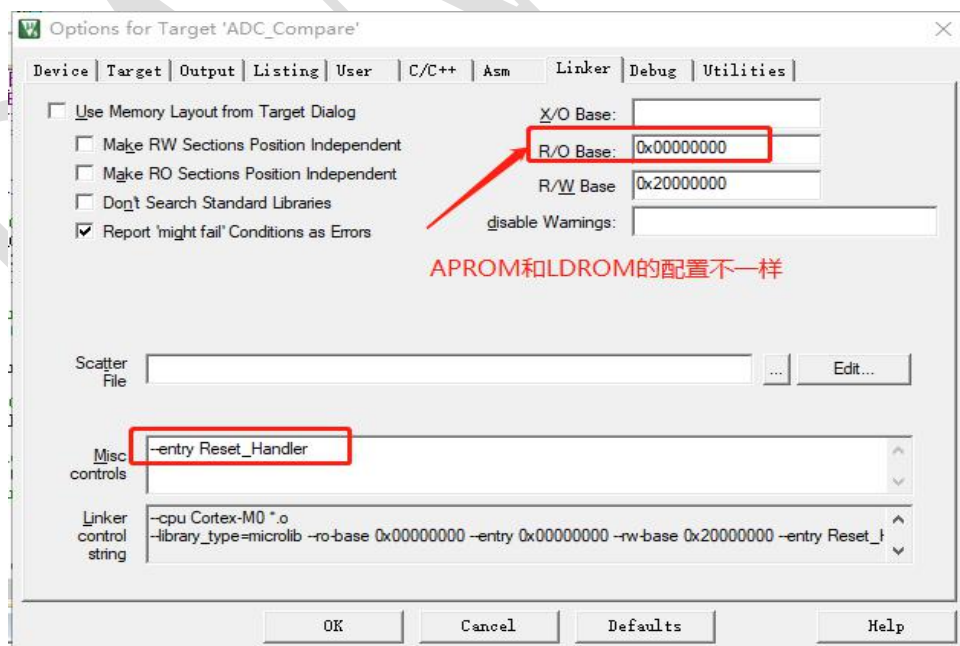 Options for Target 'ADC_Compare'
Device Target Output Listing User C/C++ Asm Linker Debug Utilities
Use Memory Layout from Target Dialog
X/O Base:
Make RW Sections Position Independent
R/O Base: 0x00000000
Make RO Sections Position Independent
R/W Base 0x20000000
Don't Search Standard Libraries
disable Warnings:
Report 'might fail' Conditions as Errors
APROM和LDROM的配置不一样
Scatter File
... Edit...
Misc controls
--entry Reset_Handler
Linker control string
--cpu Cortex-M0 *.o
--library_type=microlib --ro-base 0x00000000 --entry 0x00000000 --rw-base 0x20000000 --entry Reset_
OK Cancel Defaults Help